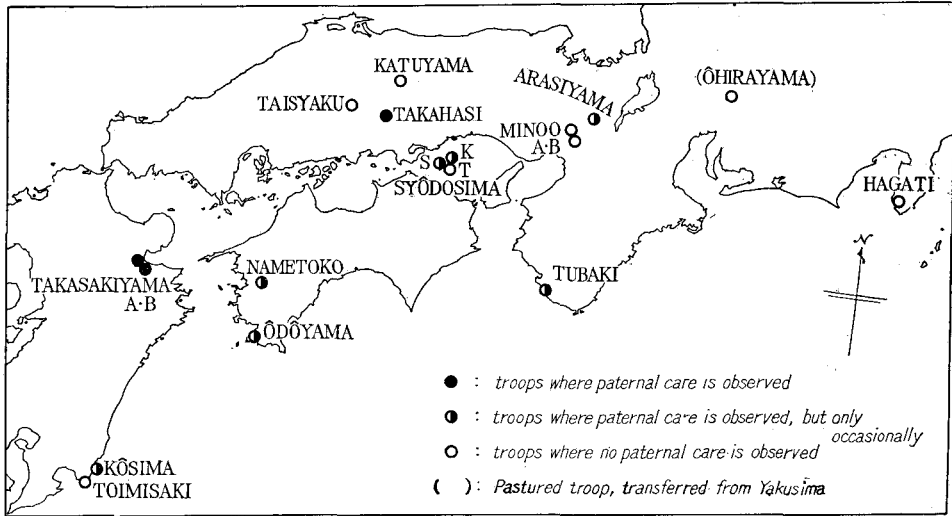 KATUYAMA
TAISYAKU
TAKAHASI
ARASIYAMA
(ÔHIRAYAMA)
MINOO
A·B
S
K
T
SYÔDOSIMA
HAGATI
N
TAKASAKIYAMA
A·B
NAMETOKO
TUBAKI
ÔDÔYAMA
KÔSIMA
TOIMISAKI
: troops where paternal care is observed
: troops where paternal care is observed, but only
occasionally
: troops where no paternal care is observed
( ): Pastured troop, transferred from Yakusima